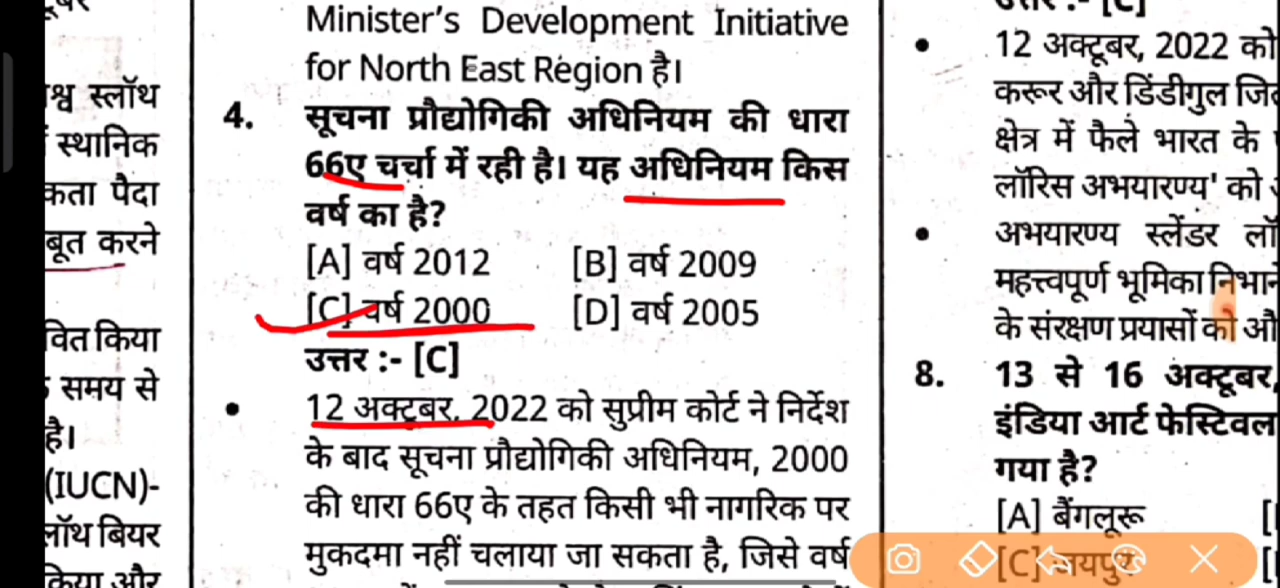 श्व स्लॉथ
स्थानिक
कता पैदा
बूत करने
वित किया
समय से
है।
(IUCN)-
लॉथ बियर
किया और
Minister's Development Initiative
for North East Region है।
4. सूचना प्रौद्योगिकी अधिनियम की धारा
66ए चर्चा में रही है। यह अधिनियम किस
वर्ष का है?
[A] वर्ष 2012 [B] वर्ष 2009
[C] वर्ष 2000 [D] वर्ष 2005
उत्तर :- [C]
• 12 अक्टूबर, 2022 को सुप्रीम कोर्ट ने निर्देश
के बाद सूचना प्रौद्योगिकी अधिनियम, 2000
की धारा 66ए के तहत किसी भी नागरिक पर
मुकदमा नहीं चलाया जा सकता है, जिसे वर्ष
उत्तर :- [C]
• 12 अक्टूबर, 2022 को
करूर और डिंडीगुल जि
क्षेत्र में फैले भारत के
लॉरिस अभयारण्य' को
• अभयारण्य स्लेंडर लॉ
महत्त्वपूर्ण भूमिका निभान
के संरक्षण प्रयासों को औ
8. 13 से 16 अक्टूबर,
इंडिया आर्ट फेस्टिवल
गया है?
[A] बैंगलूरू [
[C] जयपुर [